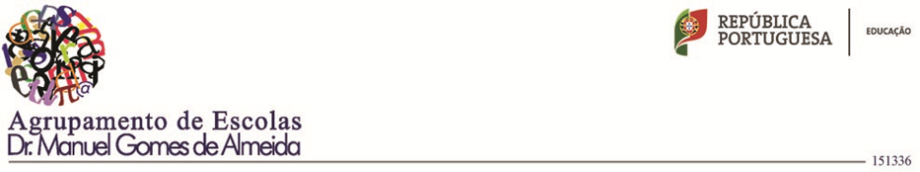 REPÚBLICA
PORTUGUESA
EDUCAÇÃO
Agrupamento de Escolas
Dr. Manuel Gomes de Almeida
151336